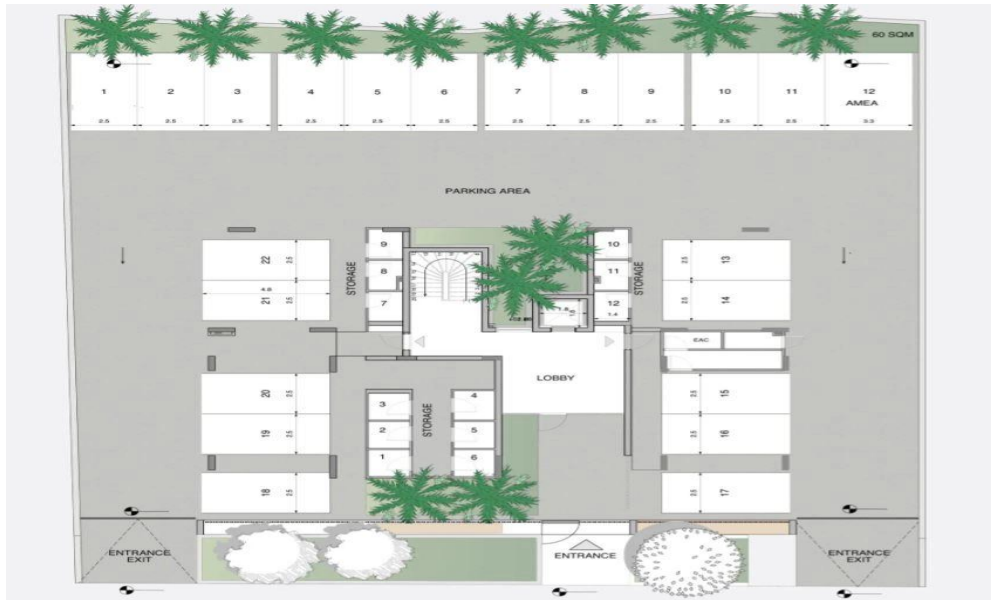 60 SQM
1 2 3 4 5 6 7 8 9 10 11 12
AMEA
2.5 2.5 2.5 2.5 2.5 2.5 2.5 2.5 2.5 2.5 2.5 3.3
PARKING AREA
22 2.5
4.8
21 2.5
STORAGE
9
8
7
10
11
12
1.4
STORAGE
2.5 13
2.5 14
EAC
LOBBY
20 2.5
19 2.5
18 2.5
3
2
1
STORAGE
4
5
6
2.5 15
2.5 16
2.5 17
ENTRANCE
EXIT
ENTRANCE
ENTRANCE
EXIT